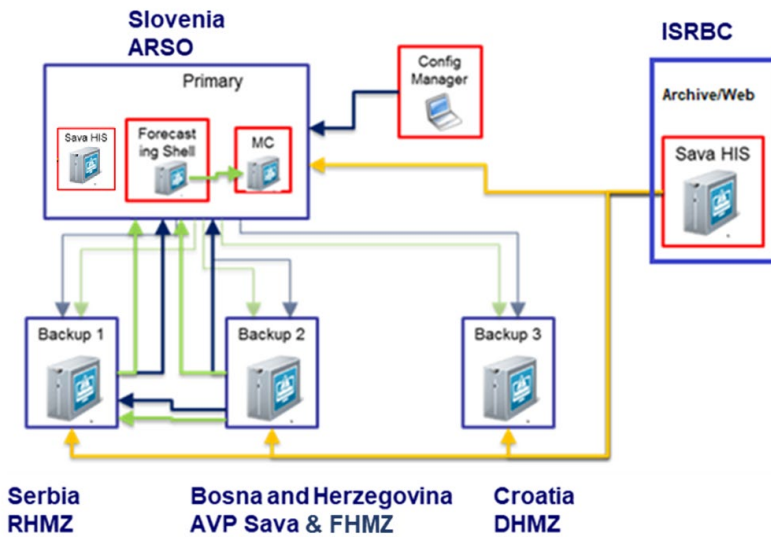 Slovenia
ARSO
ISRBC
Primary
Config
Manager
Archive/Web
Sava HIS
Forecast
ing Shell
MC
Sava HIS
Backup 1
Backup 2
Backup 3
Serbia
RHMZ
Bosna and Herzegovina
AVP Sava & FHMZ
Croatia
DHMZ